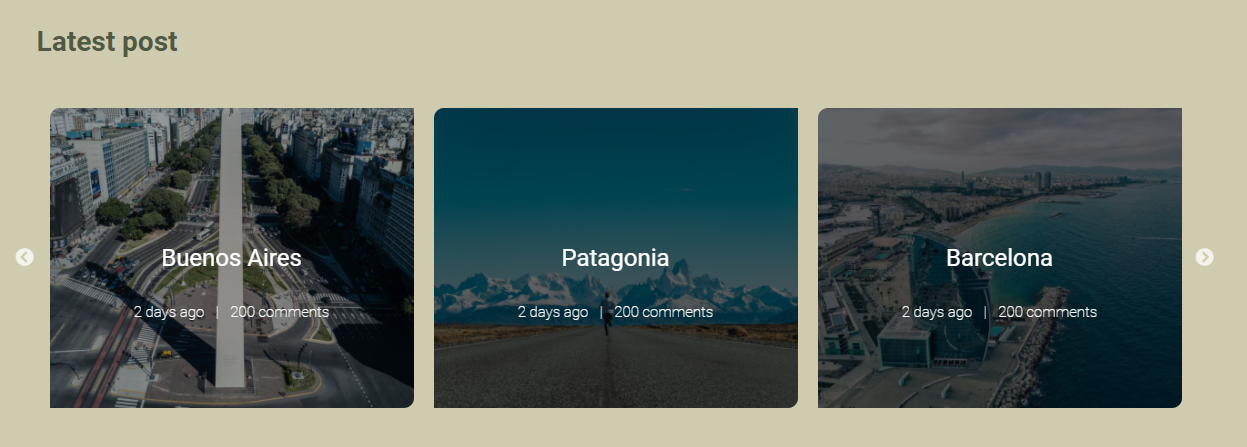 Latest post
Buenos Aires
2 days ago | 200 comments
Patagonia
2 days ago | 200 comments
Barcelona
2 days ago | 200 comments